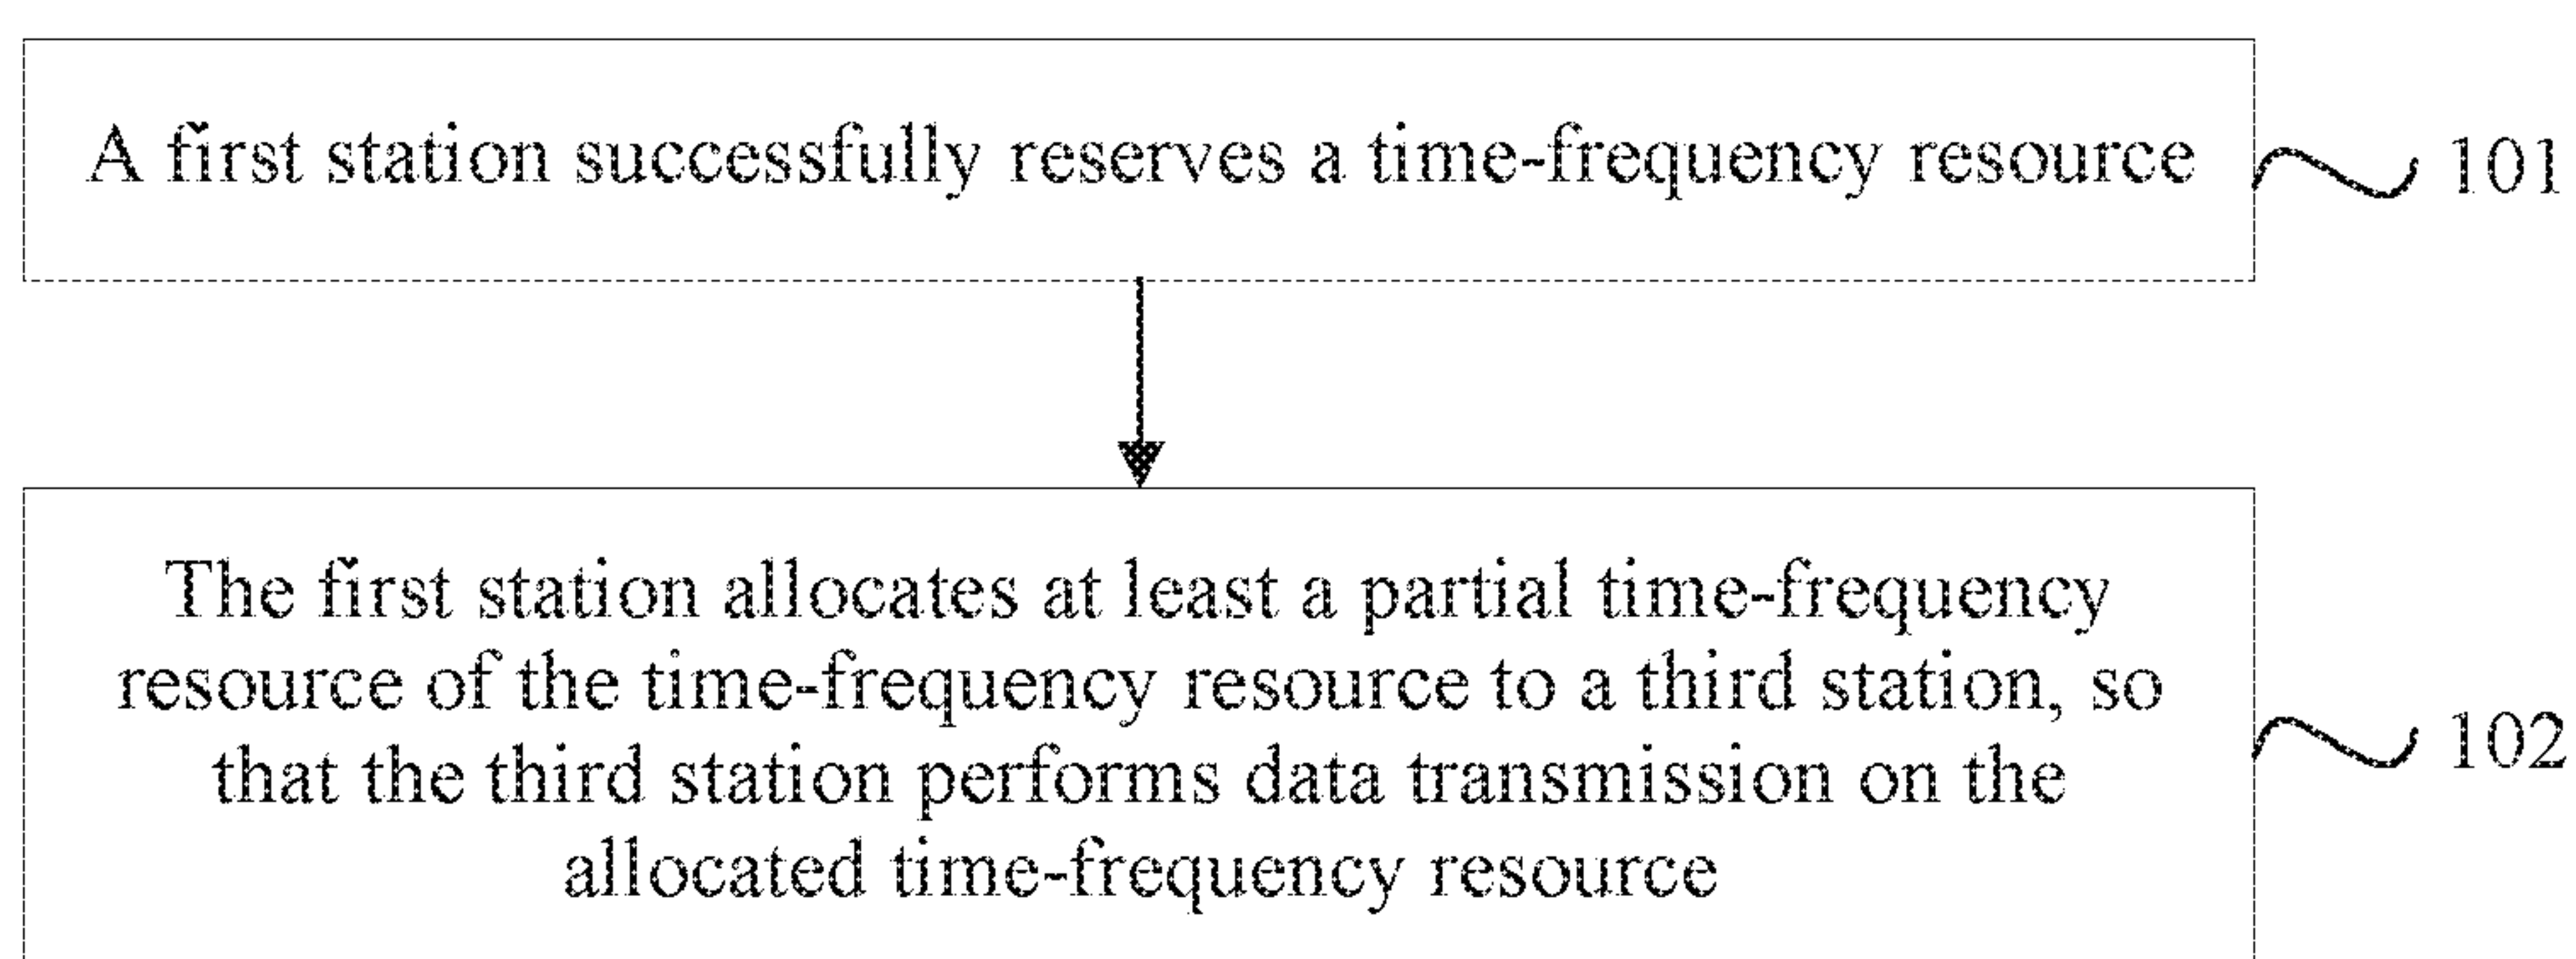 A first station successfully reserves a time-frequency resource
101
The first station allocates at least a partial time-frequency
resource of the time-frequency resource to a third station, so
that the third station performs data transmission on the
102
allocated time-frequency resource